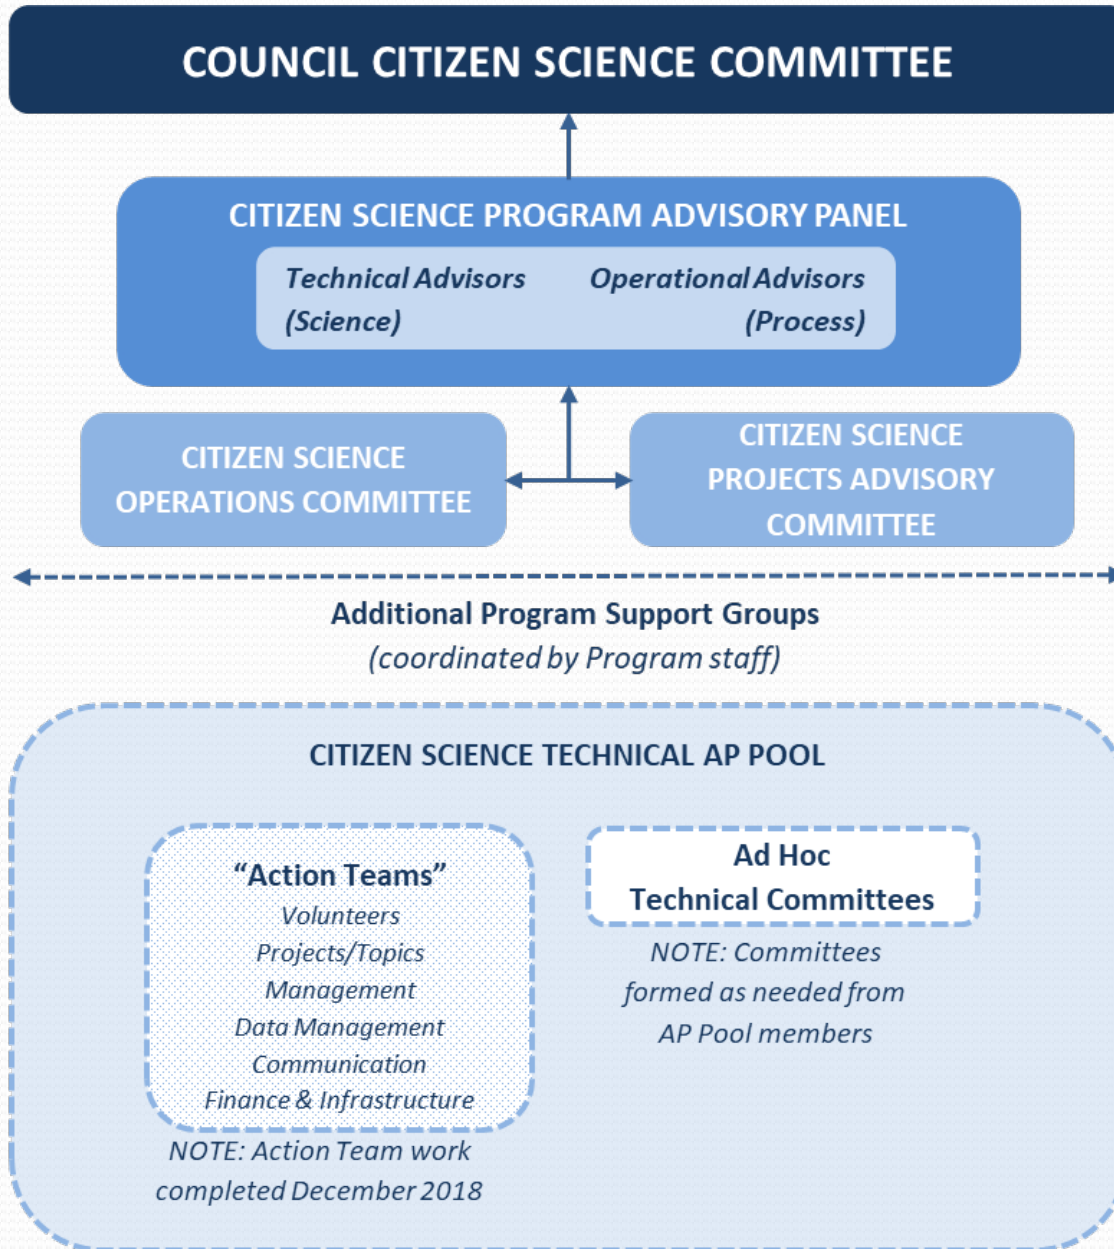 COUNCIL CITIZEN SCIENCE COMMITTEE
CITIZEN SCIENCE PROGRAM ADVISORY PANEL
Technical Advisors
(Science)
Operational Advisors
(Process)
CITIZEN SCIENCE
OPERATIONS COMMITTEE
CITIZEN SCIENCE
PROJECTS ADVISORY
COMMITTEE
Additional Program Support Groups
(coordinated by Program staff)
CITIZEN SCIENCE TECHNICAL AP POOL
“Action Teams”
Volunteers
Projects/Topics
Management
Data Management
Communication
Finance & Infrastructure
NOTE: Action Team work
completed December 2018
Ad Hoc
Technical Committees
NOTE: Committees
formed as needed from
AP Pool members